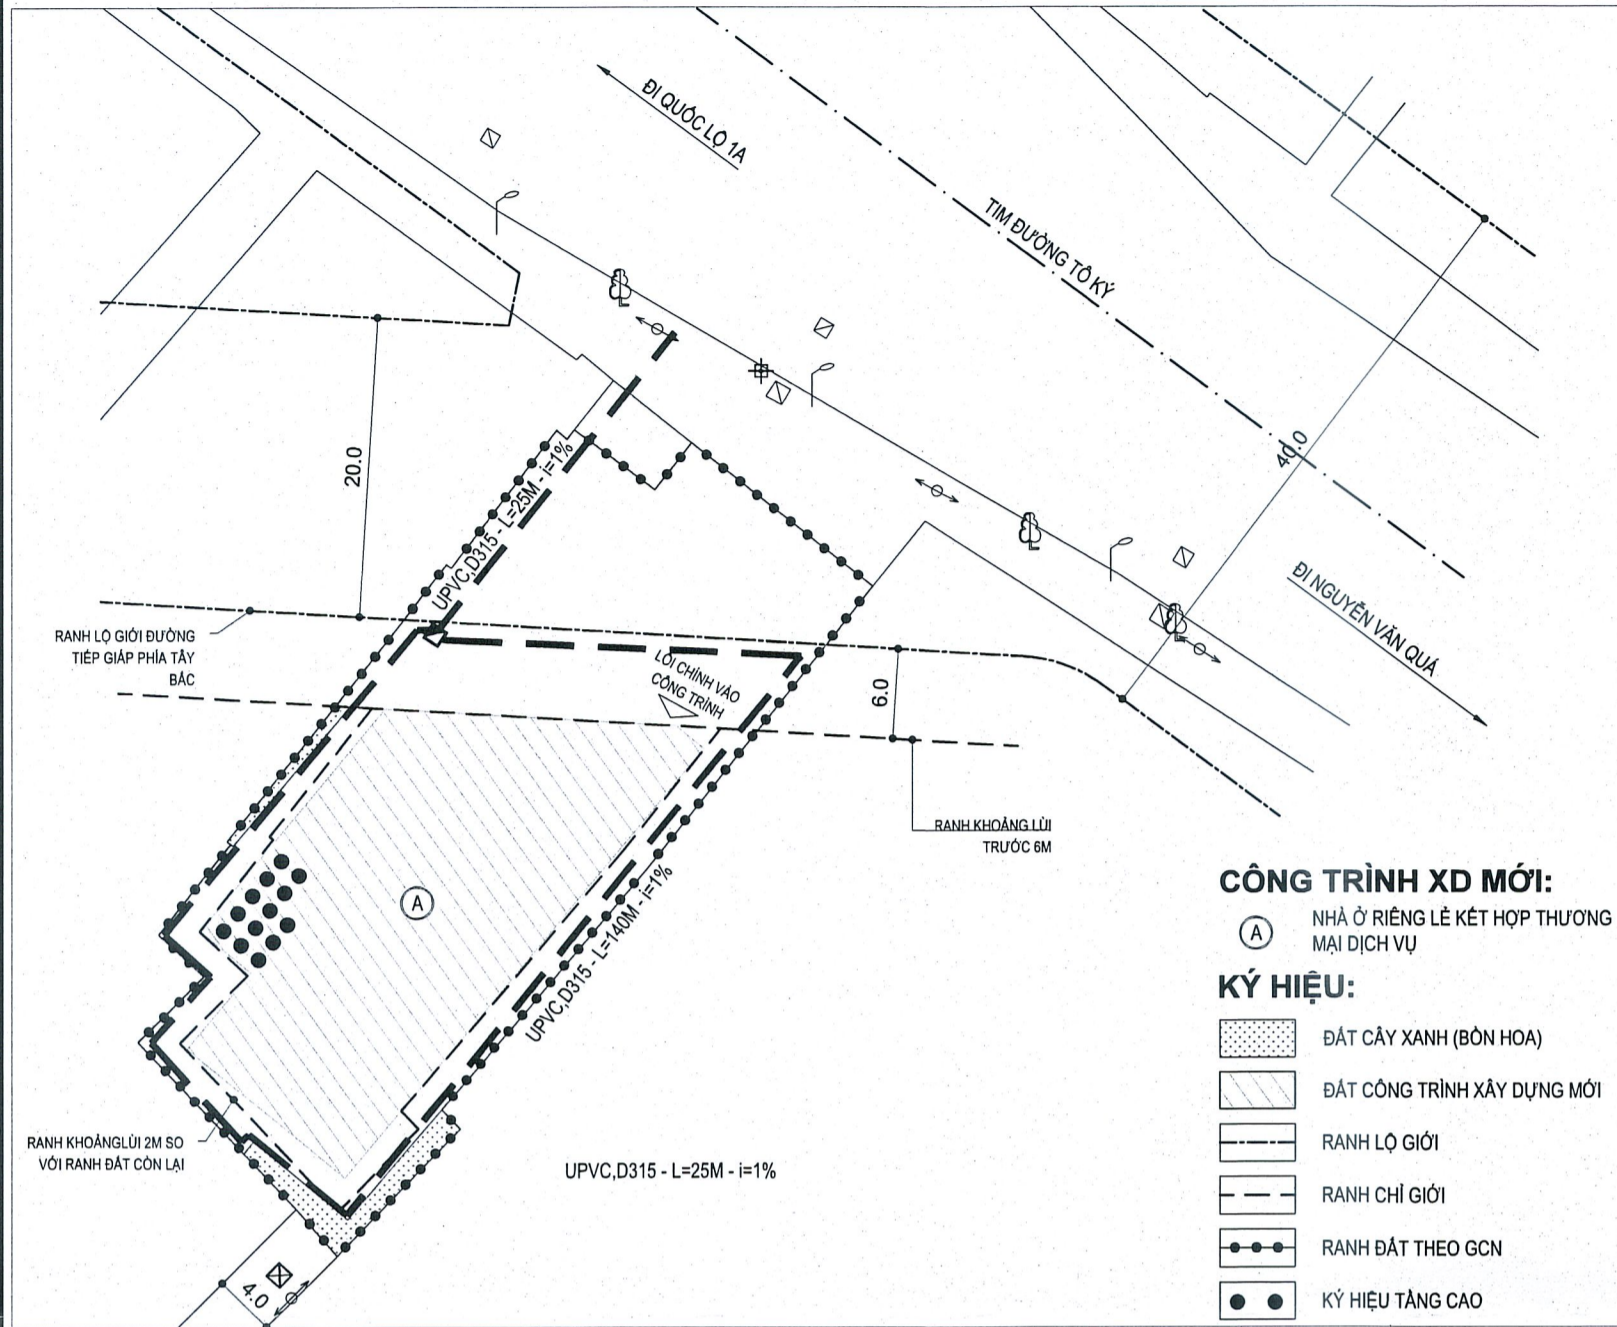 ĐI QUỐC LỘ 1A
TIM ĐƯỜNG TÔ KÝ
40.0
20.0
UPVC,D315 - L=25M - i=1%
ĐI NGUYỄN VĂN QUÁ
RANH LỘ GIỚI ĐƯỜNG
TIẾP GIÁP PHÍA TÂY
BẮC
LỐI CHÍNH VÀO
CÔNG TRÌNH
6.0
RANH KHOẢNG LÙI
TRƯỚC 6M
A
UPVC,D315 - L=140M - i=1%
RANH KHOẢNGLÙI 2M SO
VỚI RANH ĐẤT CÒN LẠI
UPVC,D315 - L=25M - i=1%
4.0
CÔNG TRÌNH XD MỚI:
A NHÀ Ở RIÊNG LẺ KẾT HỢP THƯƠNG
MẠI DỊCH VỤ
KÝ HIỆU:
ĐẤT CÂY XANH (BỒN HOA)
ĐẤT CÔNG TRÌNH XÂY DỰNG MỚI
RANH LỘ GIỚI
RANH CHỈ GIỚI
RANH ĐẤT THEO GCN
KÝ HIỆU TẦNG CAO